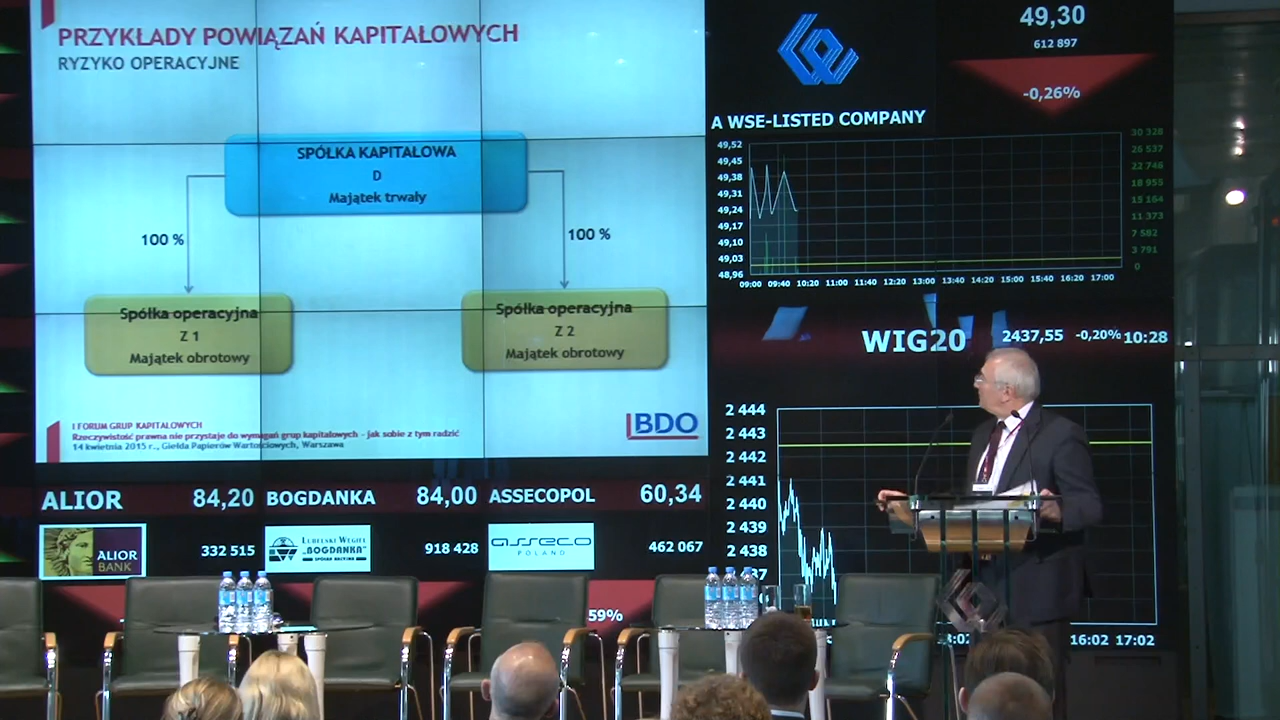 PRZYKŁADY POWIĄZAŃ KAPITAŁOWYCH
RYZYKO OPERACYJNE
SPÓŁKA KAPITAŁOWA
D
Majątek trwały
100 %
100 %
Spółka operacyjna
Z 1
Majątek obrotowy
Spółka operacyjna
Z 2
Majątek obrotowy
I FORUM GRUP KAPITAŁOWYCH
Rzeczywistość prawna nie przystaje do wymagań grup kapitałowych - jak sobie z tym radzić
14 kwietnia 2015 r., Giełda Papierów Wartościowych, Warszawa
BDO
49,30
612 897
-0,26%
A WSE-LISTED COMPANY
49,52
49,45
49,38
49,31
49,24
49,17
49,10
49,03
48,96
30 328
26 537
22 746
18 955
15 164
11 373
7 582
3 791
0
09:00 09:40 10:20 11:00 11:40 12:20 13:00 13:40 14:20 15:00 15:40 16:20 17:00
WIG20 2437,55 -0,20% 10:28
2 444
2 443
2 442
2 441
2 440
2 439
2 438
16:02 17:02
ALIOR 84,20
ALIOR
BANK
332 515
BOGDANKA 84,00
LUBELSKI WĘGIEL
„BOGDANKA”
SPÓŁKA AKCYJNA
918 428
ASSECOPOL 60,34
asseco
POLAND
462 067
59%